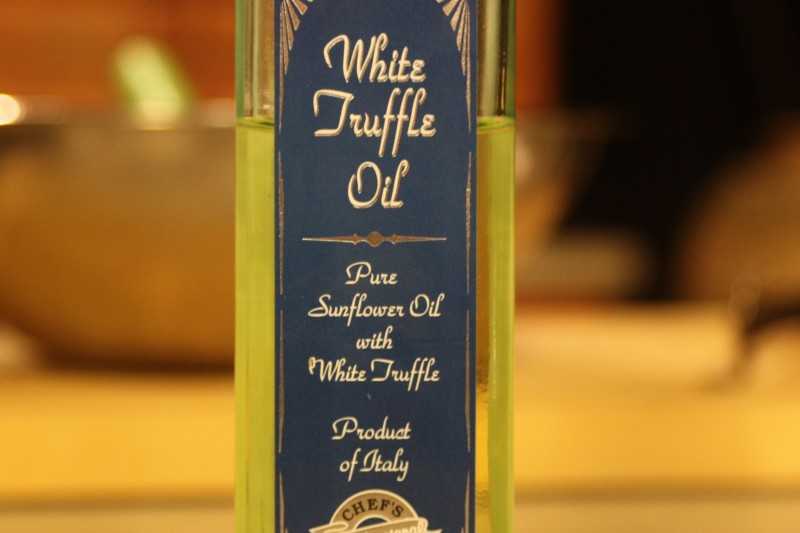 White
Truffle
Oil
Pure
Sunflower Oil
with
White Truffle
Product
of Italy
CHEF'S